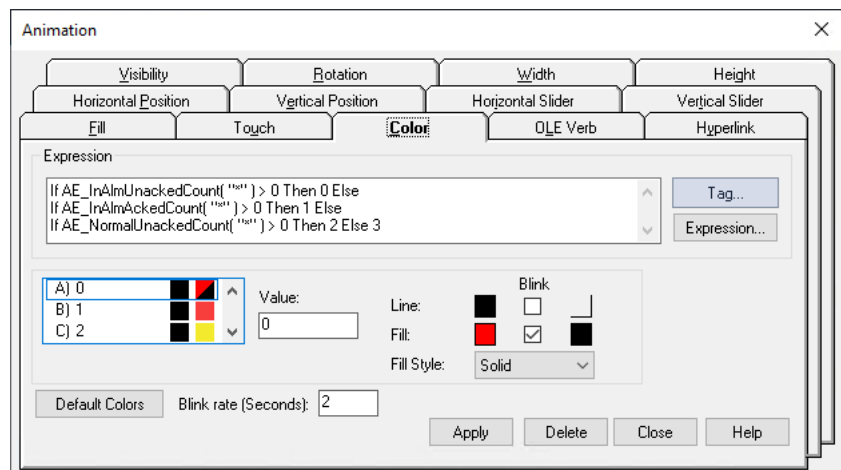 Animation
Visibility Rotation Width Height
Horizontal Position Vertical Position Horizontal Slider Vertical Slider
Fill Touch Color OLE Verb Hyperlink
Expression
If AE_InAlmUnackedCount( "*" ) > 0 Then 0 Else
If AE_InAlmAckedCount( "*" ) > 0 Then 1 Else
If AE_NormalUnackedCount( "*" ) > 0 Then 2 Else 3
Tag...
Expression...
A) 0
B) 1
C) 2
Value:
0
Blink
Line:
Fill:
Fill Style: Solid
Default Colors Blink rate (Seconds): 2
Apply Delete Close Help